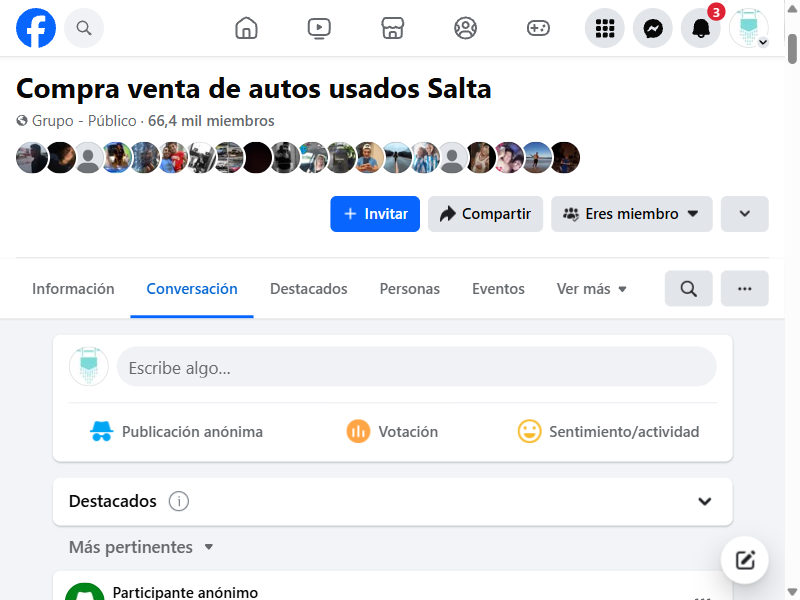 3
Compra venta de autos usados Salta
Grupo - Público · 66,4 mil miembros
Invitar
Compartir
Eres miembro
Información
Conversación
Destacados
Personas
Eventos
Ver más
Escribe algo...
Publicación anónima
Votación
Sentimiento/actividad
Destacados
Más pertinentes
Participante anónimo